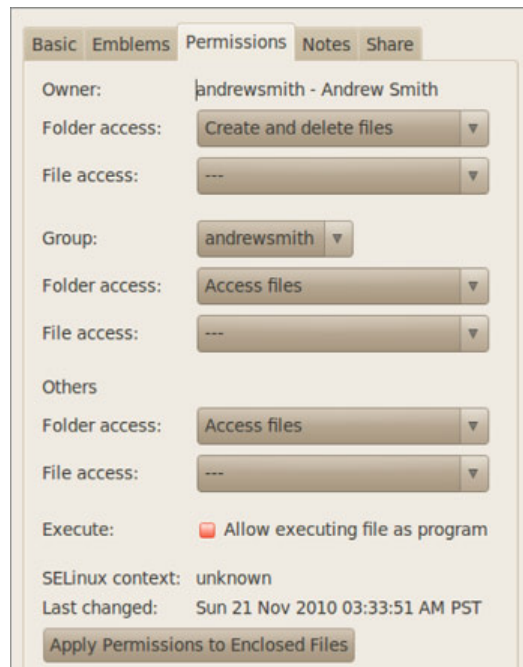 Basic Emblems Permissions Notes Share
Owner: andrewsmith - Andrew Smith
Folder access: Create and delete files
File access: ---
Group: andrewsmith
Folder access: Access files
File access: ---
Others
Folder access: Access files
File access: ---
Execute: Allow executing file as program
SELinux context: unknown
Last changed: Sun 21 Nov 2010 03:33:51 AM PST
Apply Permissions to Enclosed Files